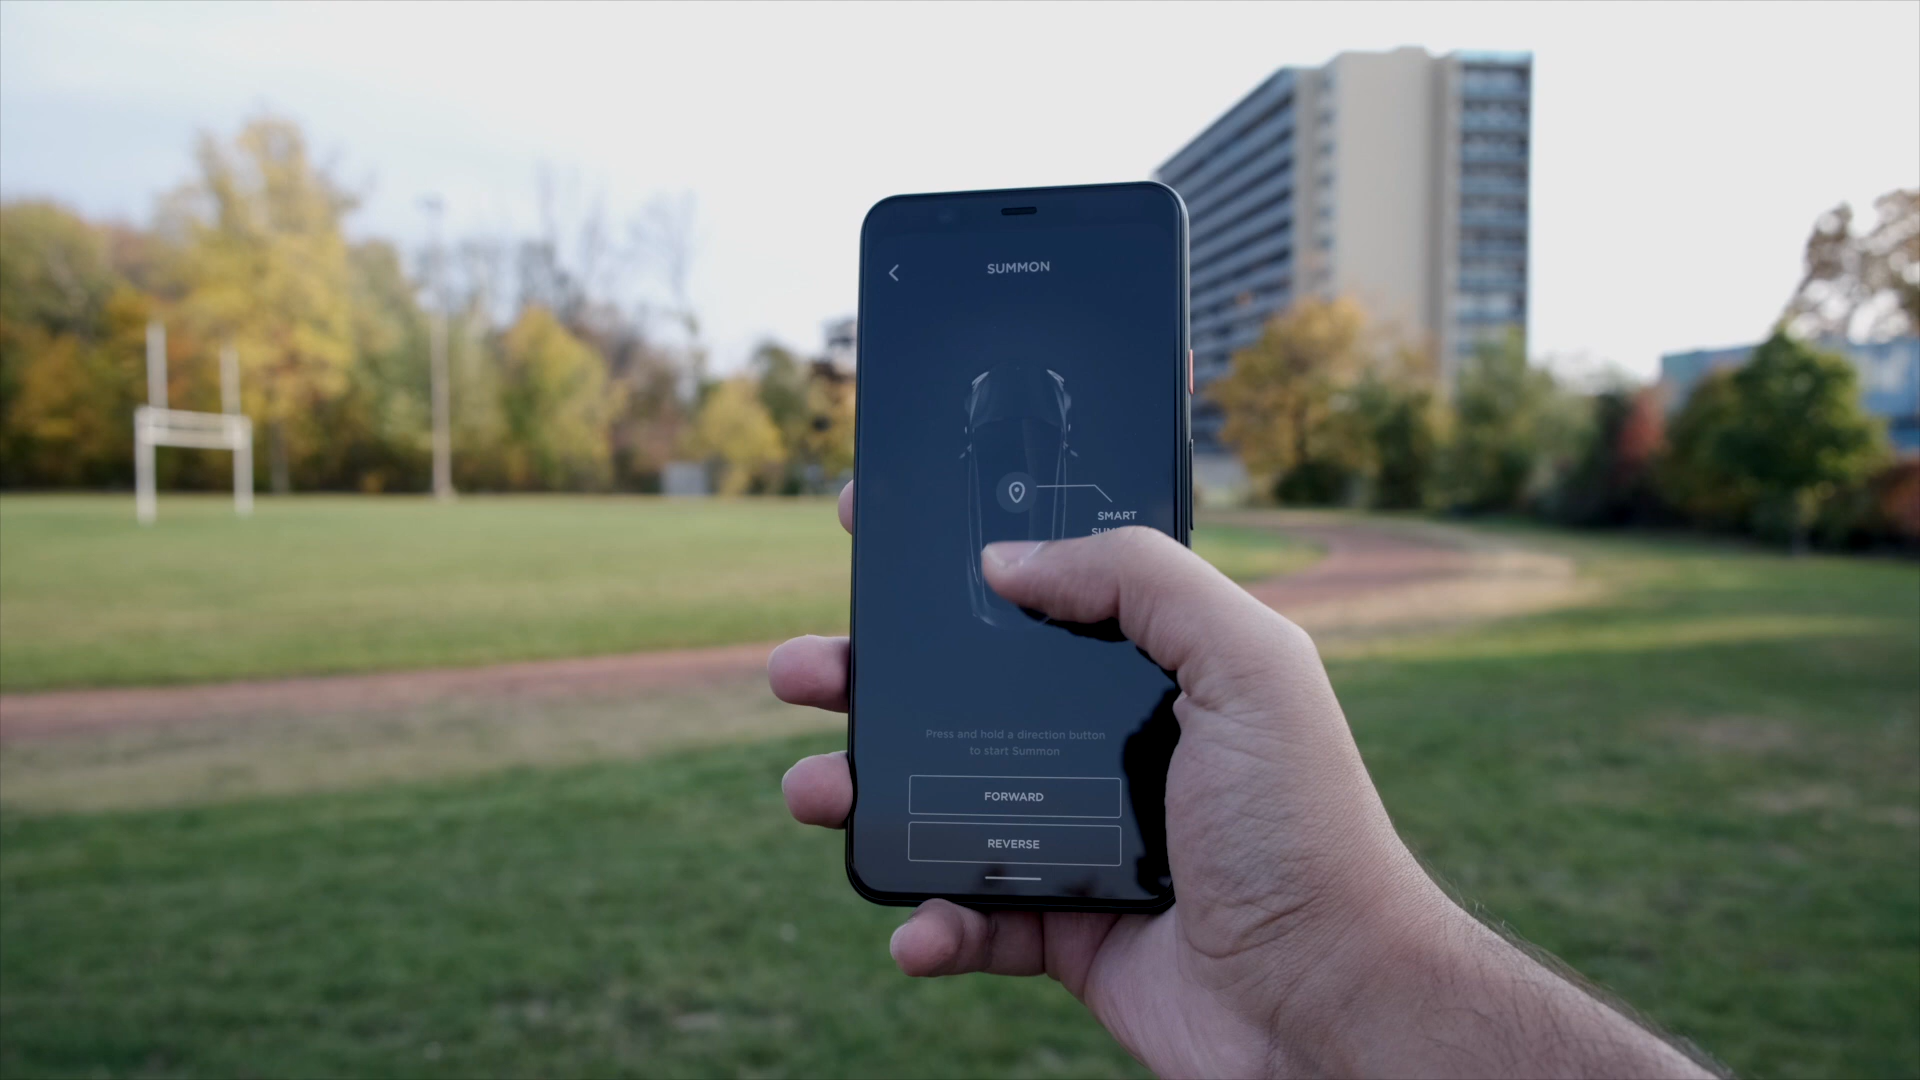 SUMMON
SMART
Press and hold a direction button
to start Summon
FORWARD
REVERSE